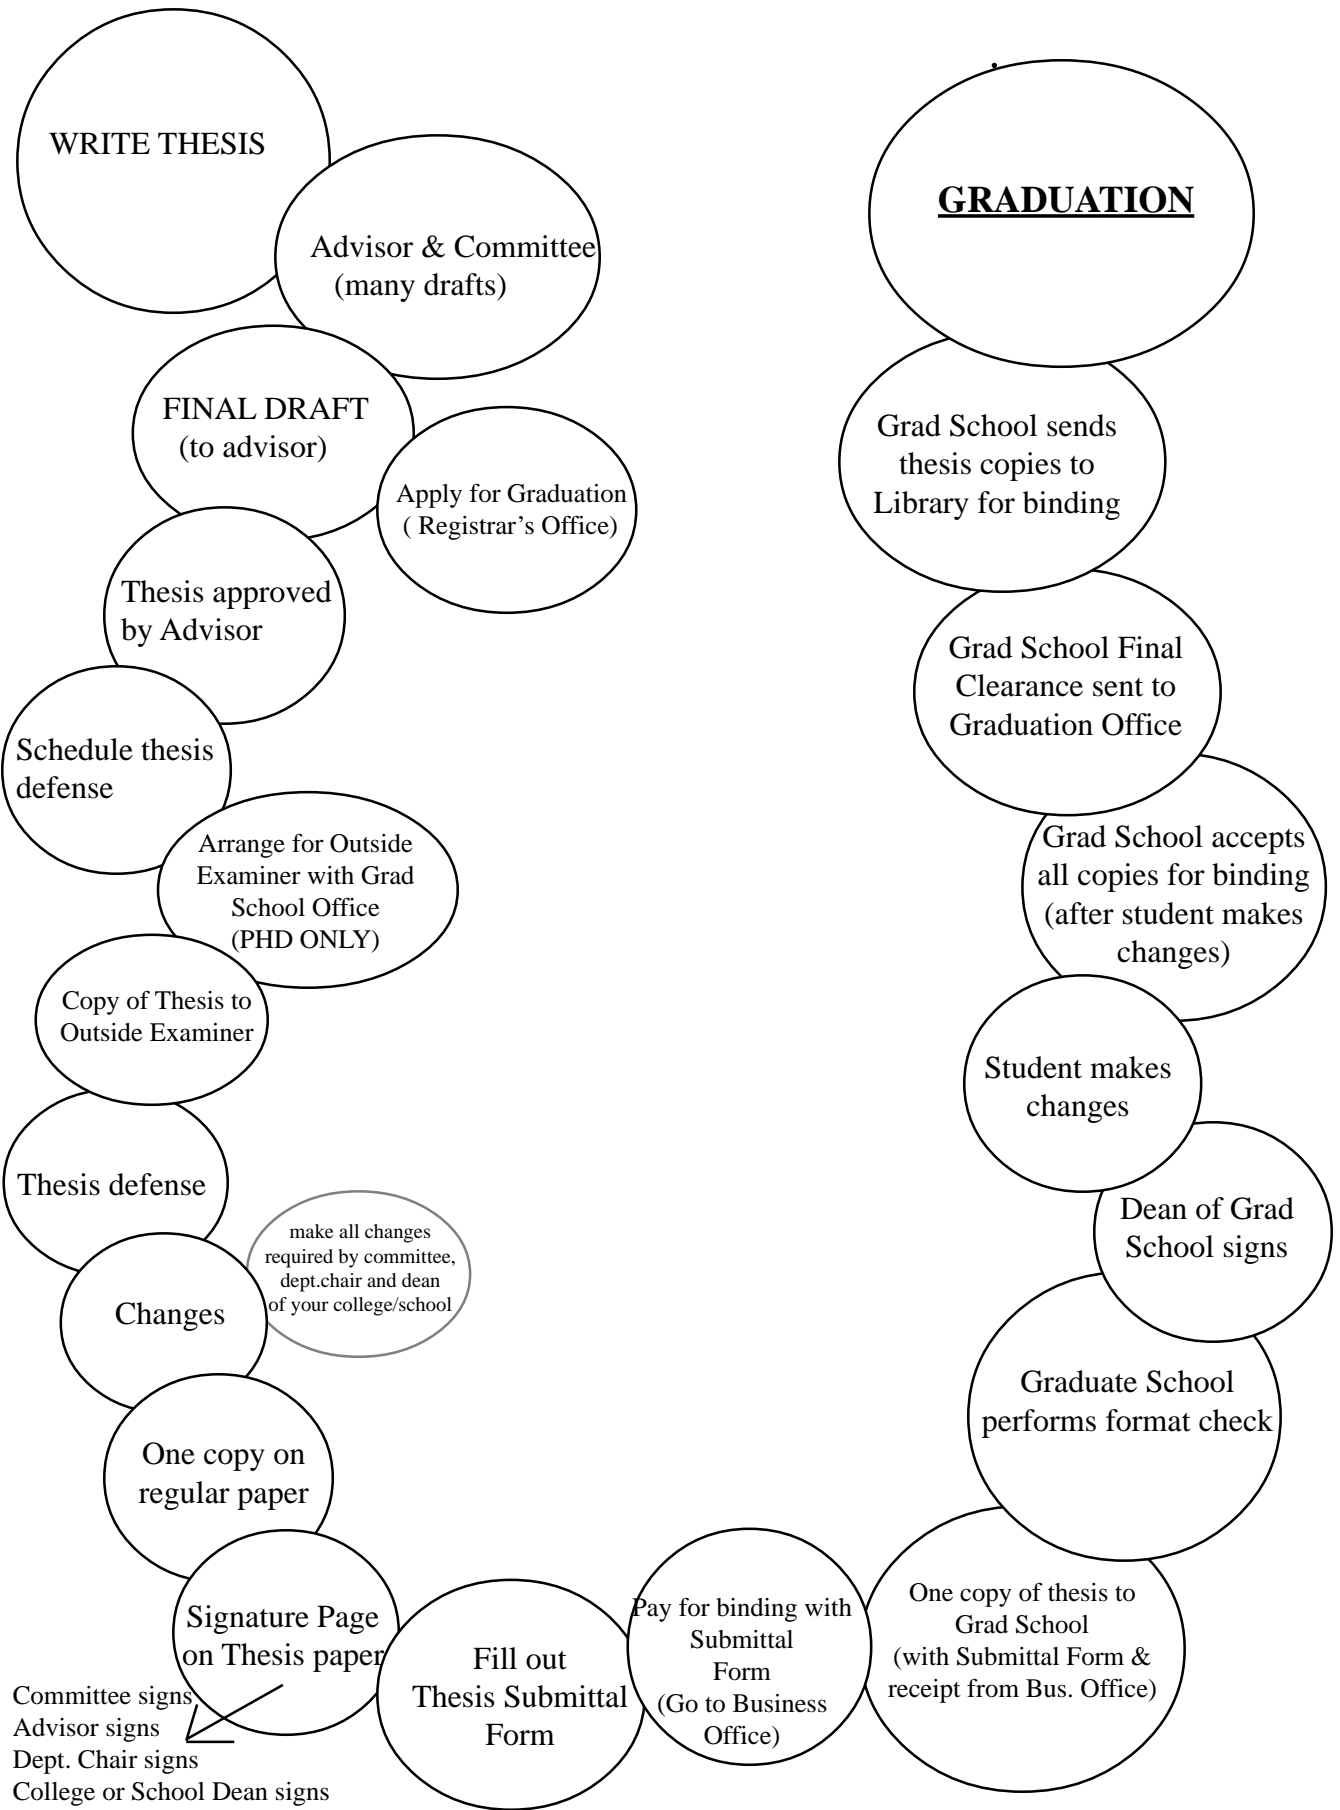 WRITE THESIS
Advisor & Committee
(many drafts)
FINAL DRAFT
(to advisor)
Apply for Graduation
( Registrar’s Office)
Thesis approved
by Advisor
Schedule thesis
defense
Arrange for Outside
Examiner with Grad
School Office
(PHD ONLY)
Copy of Thesis to
Outside Examiner
Thesis defense
make all changes
required by committee,
dept.chair and dean
of your college/school
Changes
One copy on
regular paper
Signature Page
on Thesis paper
Committee signs
Advisor signs
Dept. Chair signs
College or School Dean signs
Fill out
Thesis Submittal
Form
Pay for binding with
Submittal
Form
(Go to Business
Office)
One copy of thesis to
Grad School
(with Submittal Form &
receipt from Bus. Office)
Graduate School
performs format check
Dean of Grad
School signs
Student makes
changes
Grad School accepts
all copies for binding
(after student makes
changes)
Grad School Final
Clearance sent to
Graduation Office
Grad School sends
thesis copies to
Library for binding
GRADUATION